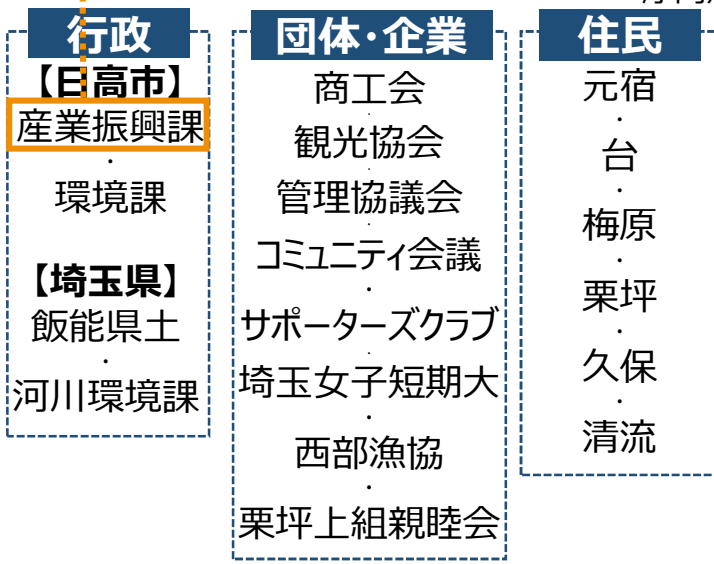 行政
【日高市】
産業振興課
・
環境課
【埼玉県】
飯能県土
・
河川環境課
団体・企業
商工会
・
観光協会
・
管理協議会
・
コミュニティ会議
・
サポーターズクラブ
・
埼玉女子短期大
・
西部漁協
・
栗坪上組親睦会
住民
元宿
・
台
・
梅原
・
栗坪
・
久保
・
清流